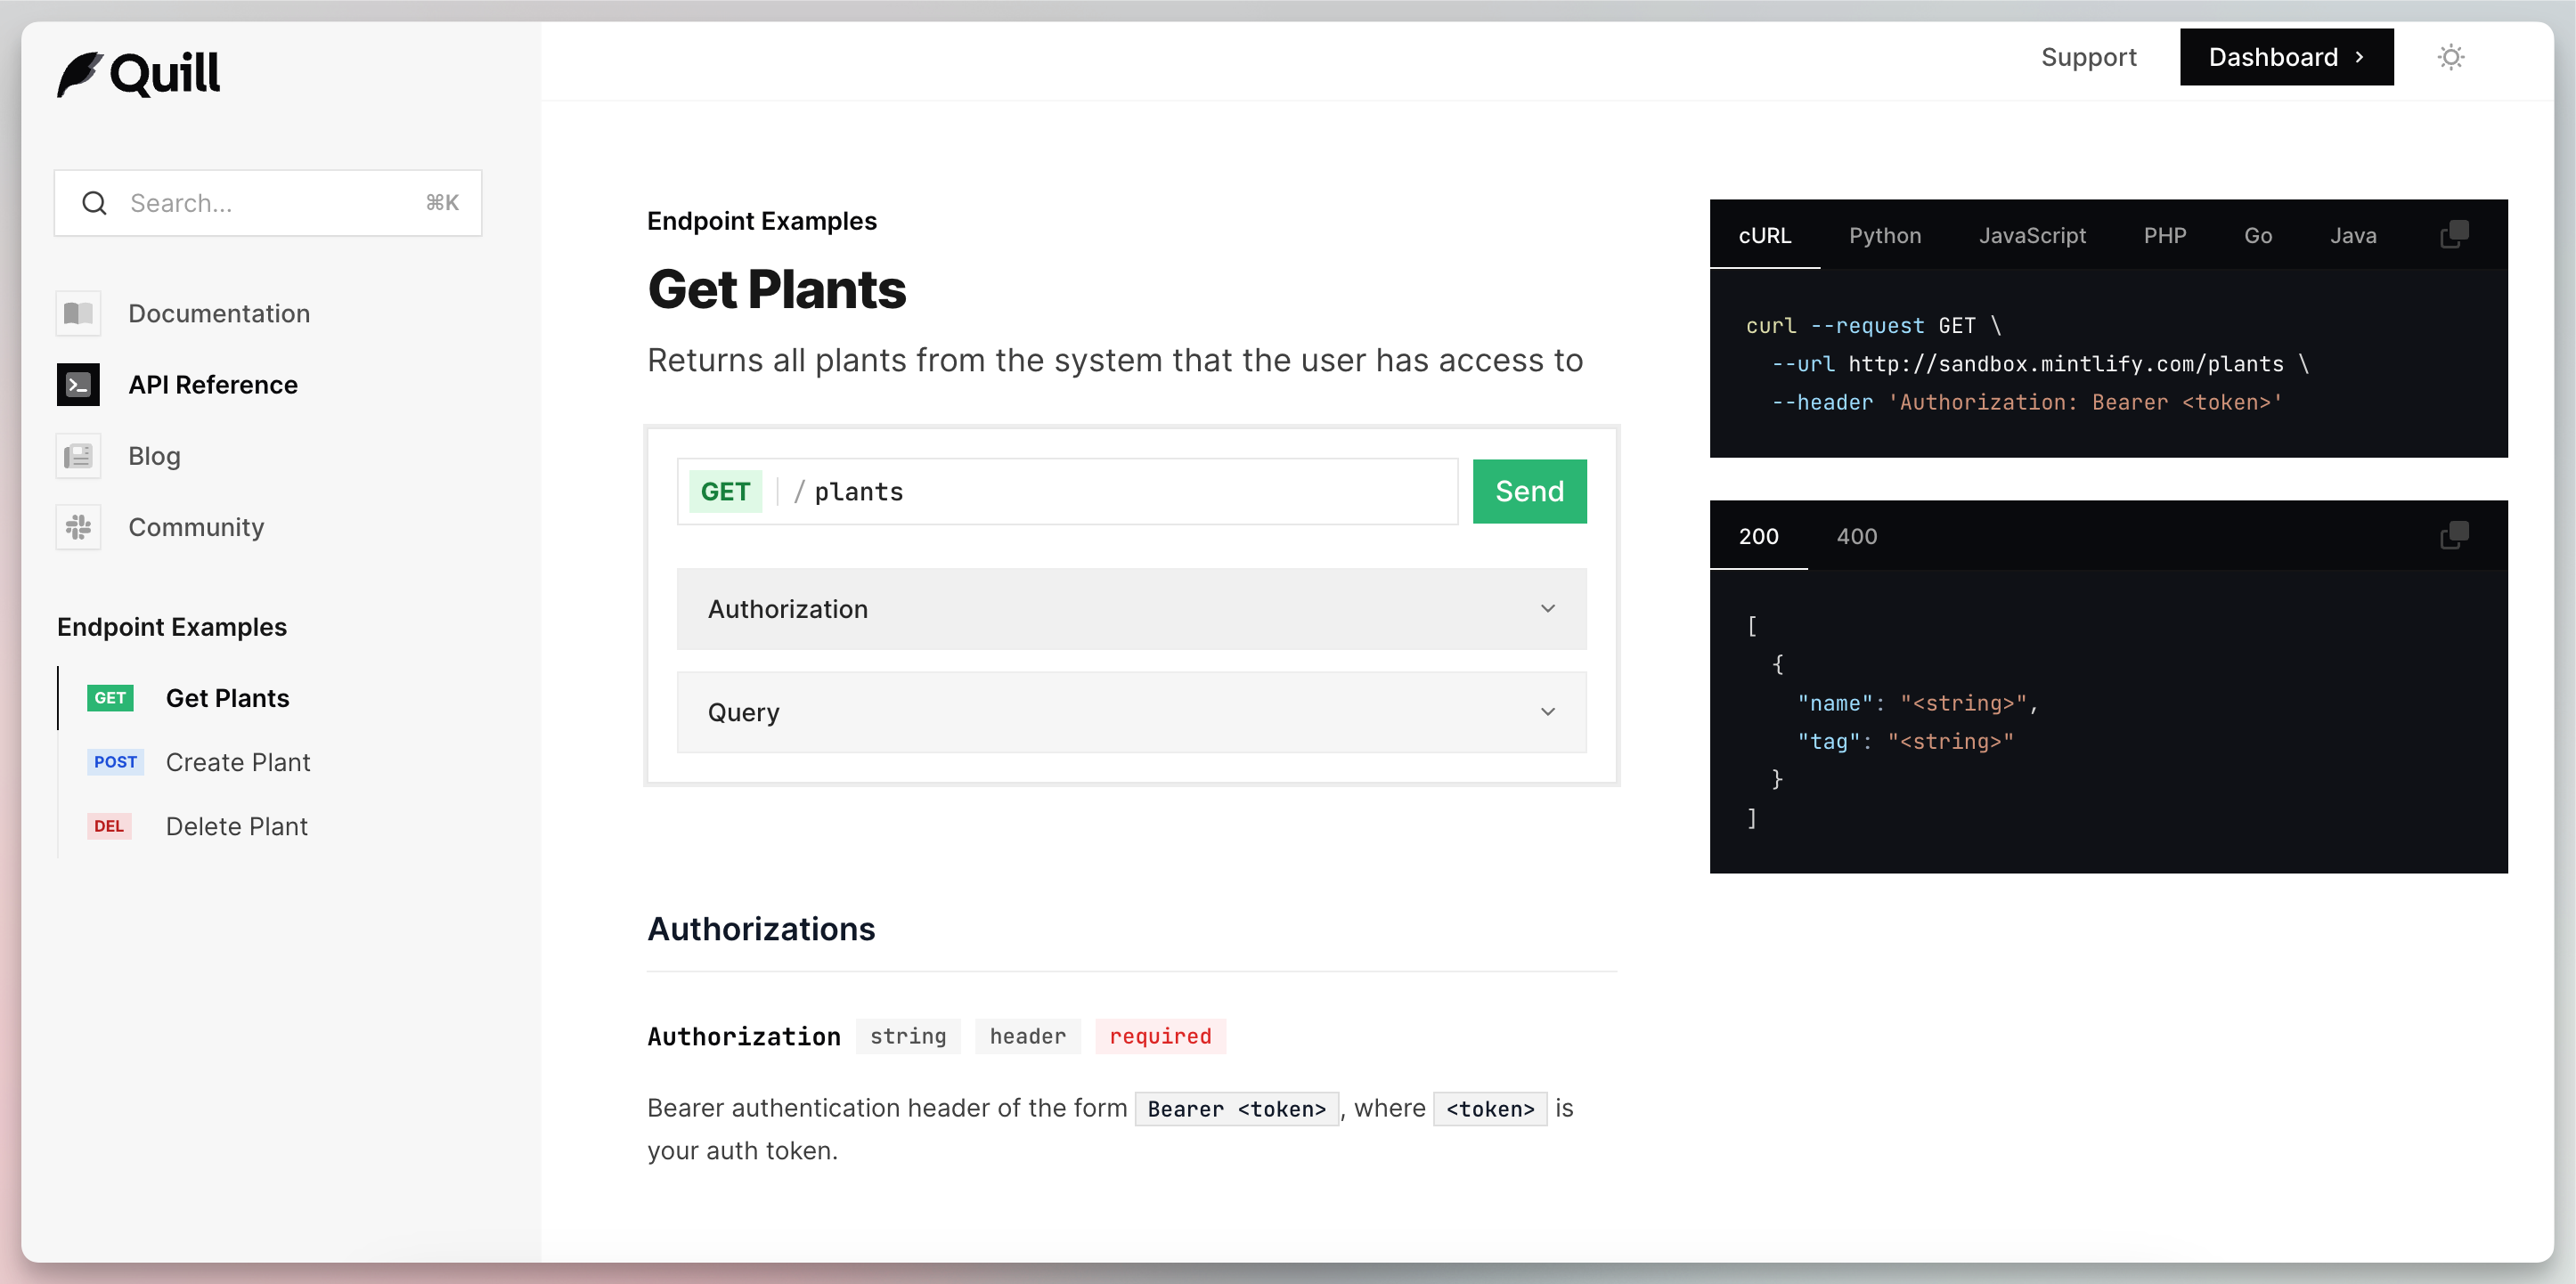 Quill
Search...
⌘K
Documentation
API Reference
Blog
Community
Endpoint Examples
GET Get Plants
POST Create Plant
DEL Delete Plant
Support
Dashboard ›
Endpoint Examples
Get Plants
Returns all plants from the system that the user has access to
GET / plants
Send
Authorization
Query
Authorizations
Authorization string header required
Bearer authentication header of the form Bearer <token>, where <token> is
your auth token.
cURL Python JavaScript PHP Go Java
curl --request GET \
  --url http://sandbox.mintlify.com/plants \
  --header 'Authorization: Bearer <token>'
200 400
[
  {
    "name": "<string>",
    "tag": "<string>"
  }
]